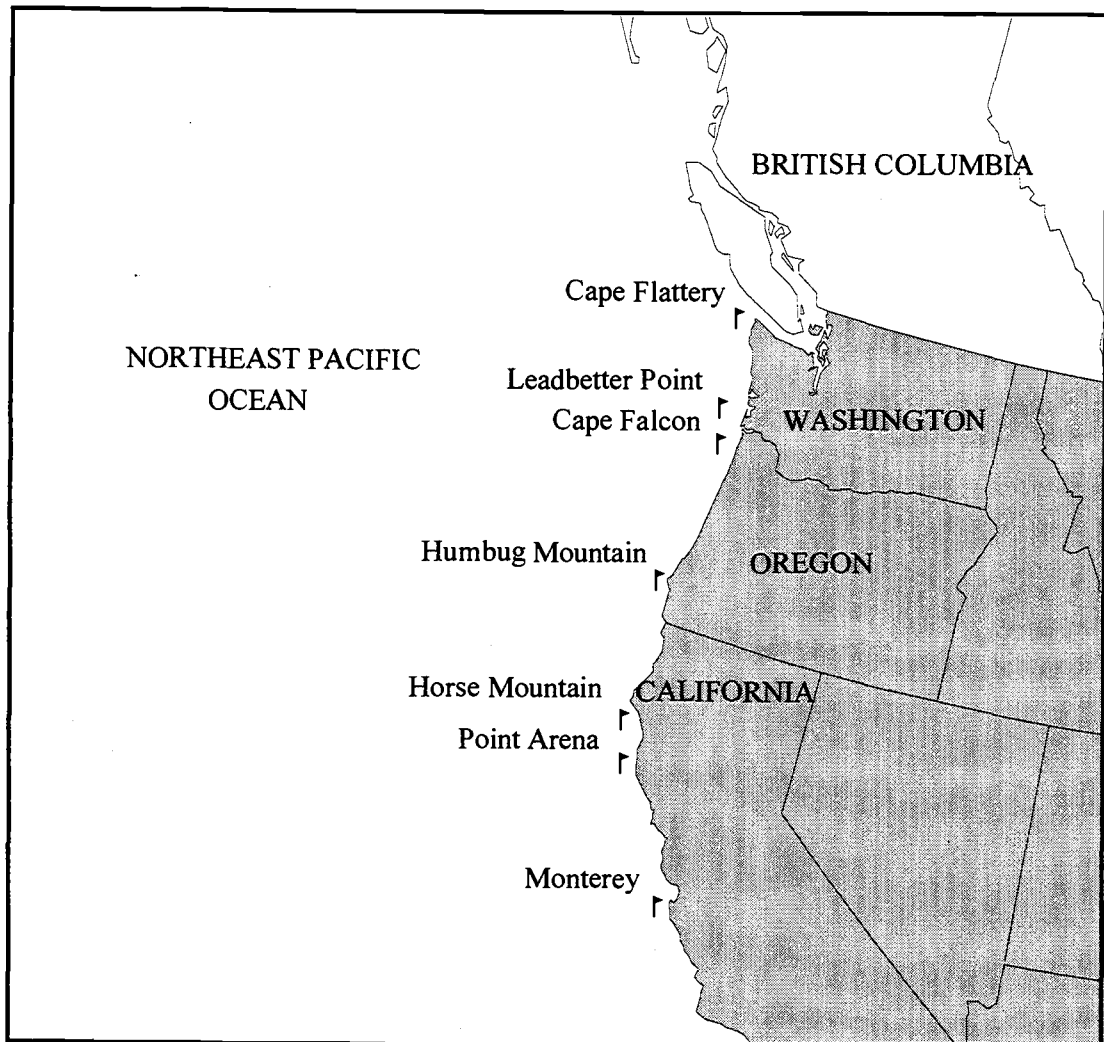 BRITISH COLUMBIA
Cape Flattery
NORTHEAST PACIFIC
OCEAN
Leadbetter Point
Cape Falcon
WASHINGTON
Humbug Mountain
OREGON
Horse Mountain
CALIFORNIA
Point Arena
Monterey